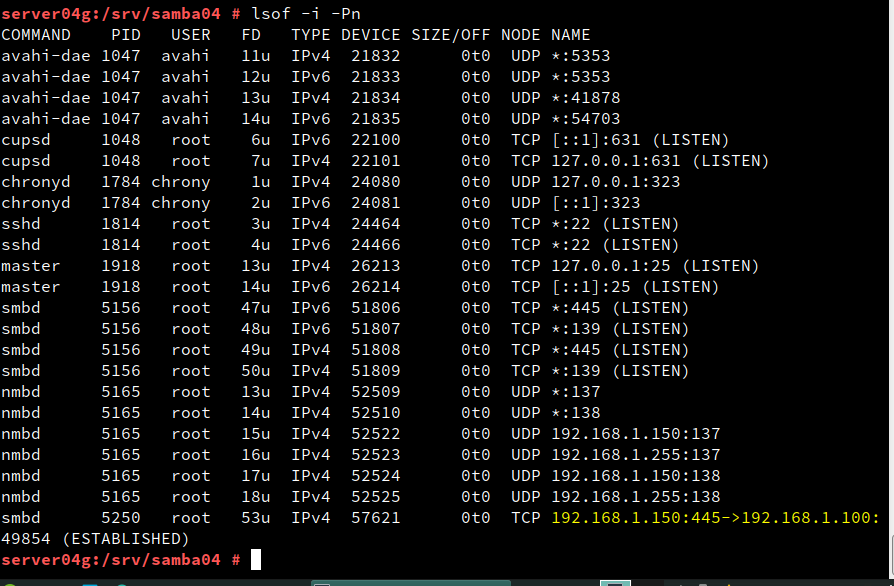 server04g:/srv/samba04 # lsof -i -Pn
COMMAND    PID   USER   FD   TYPE DEVICE SIZE/OFF NODE NAME
avahi-dae 1047  avahi   11u  IPv4  21832      0t0  UDP *:5353
avahi-dae 1047  avahi   12u  IPv6  21833      0t0  UDP *:5353
avahi-dae 1047  avahi   13u  IPv4  21834      0t0  UDP *:41878
avahi-dae 1047  avahi   14u  IPv6  21835      0t0  UDP *:54703
cupsd     1048   root    6u  IPv6  22100      0t0  TCP [::1]:631 (LISTEN)
cupsd     1048   root    7u  IPv4  22101      0t0  TCP 127.0.0.1:631 (LISTEN)
chronyd   1784 chrony    1u  IPv4  24080      0t0  UDP 127.0.0.1:323
chronyd   1784 chrony    2u  IPv6  24081      0t0  UDP [::1]:323
sshd      1814   root    3u  IPv4  24464      0t0  TCP *:22 (LISTEN)
sshd      1814   root    4u  IPv6  24466      0t0  TCP *:22 (LISTEN)
master    1918   root   13u  IPv4  26213      0t0  TCP 127.0.0.1:25 (LISTEN)
master    1918   root   14u  IPv6  26214      0t0  TCP [::1]:25 (LISTEN)
smbd      5156   root   47u  IPv6  51806      0t0  TCP *:445 (LISTEN)
smbd      5156   root   48u  IPv6  51807      0t0  TCP *:139 (LISTEN)
smbd      5156   root   49u  IPv4  51808      0t0  TCP *:445 (LISTEN)
smbd      5156   root   50u  IPv4  51809      0t0  TCP *:139 (LISTEN)
nmbd      5165   root   13u  IPv4  52509      0t0  UDP *:137
nmbd      5165   root   14u  IPv4  52510      0t0  UDP *:138
nmbd      5165   root   15u  IPv4  52522      0t0  UDP 192.168.1.150:137
nmbd      5165   root   16u  IPv4  52523      0t0  UDP 192.168.1.255:137
nmbd      5165   root   17u  IPv4  52524      0t0  UDP 192.168.1.150:138
nmbd      5165   root   18u  IPv4  52525      0t0  UDP 192.168.1.255:138
smbd      5250   root   53u  IPv4  57621      0t0  TCP 192.168.1.150:445->192.168.1.100:
49854 (ESTABLISHED)
server04g:/srv/samba04 #